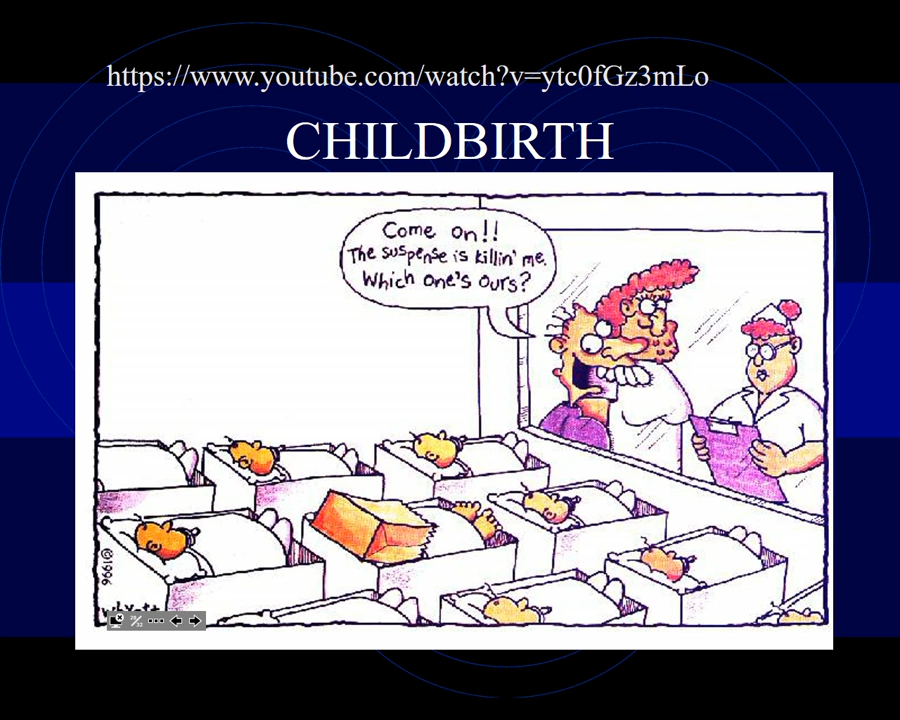 https://www.youtube.com/watch?v=ytc0fGz3mLo
CHILDBIRTH
Come on!!
The suspense is killin' me.
Which one's ours?
©1996